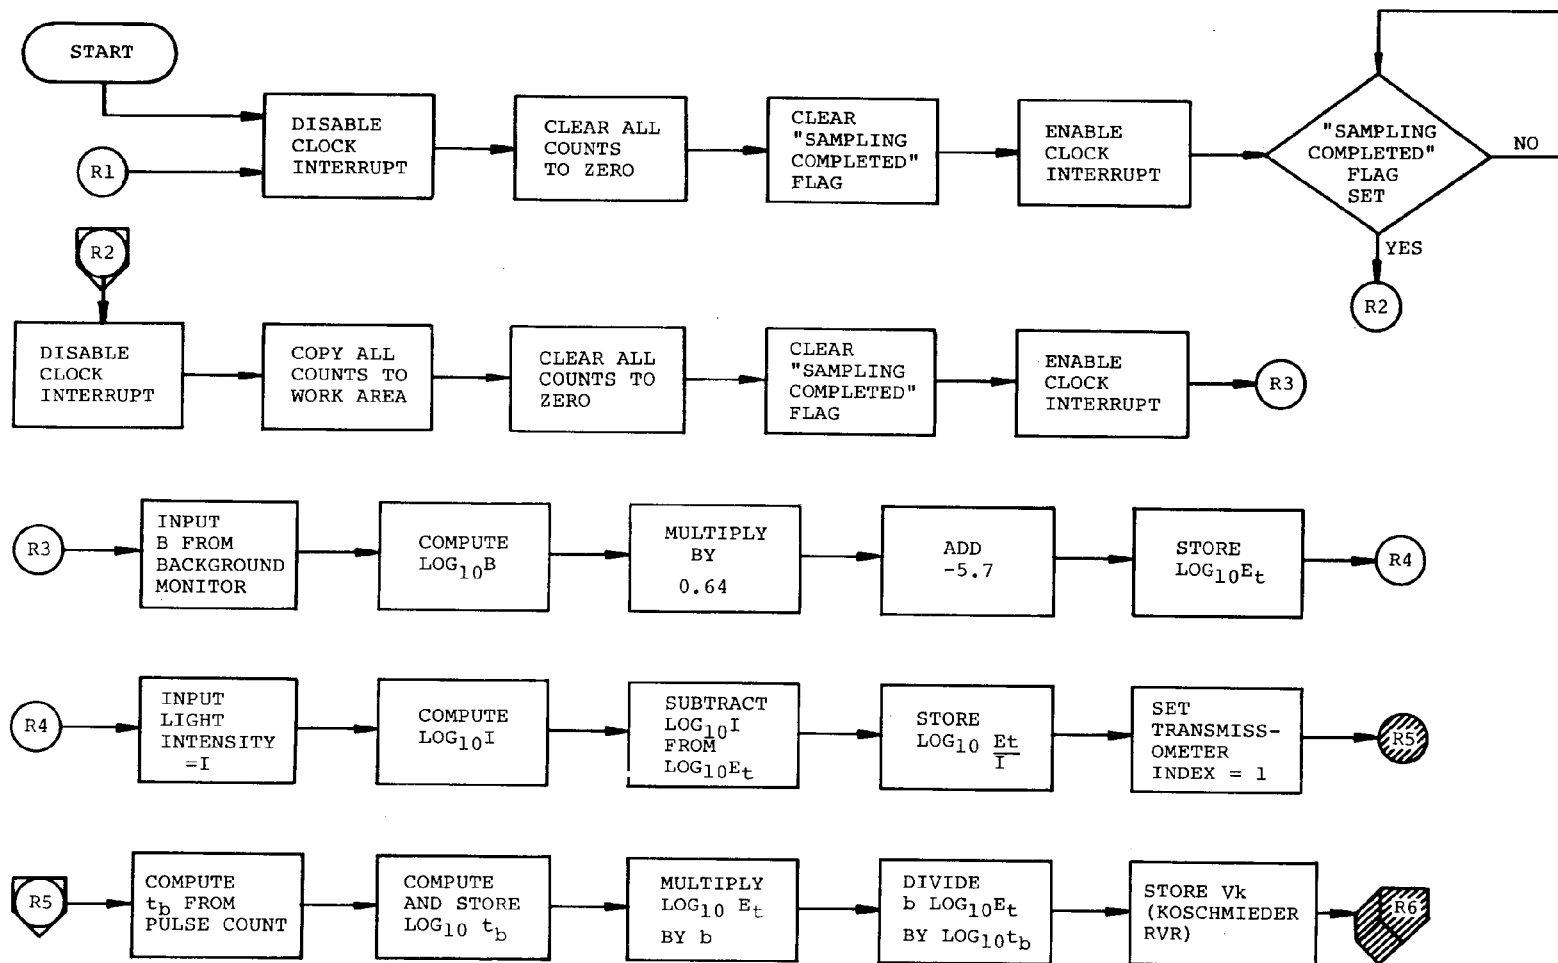 START
DISABLE
CLOCK
INTERRUPT
CLEAR ALL
COUNTS
TO ZERO
CLEAR
"SAMPLING
COMPLETED"
FLAG
ENABLE
CLOCK
INTERRUPT
"SAMPLING
COMPLETED"
FLAG
SET
NO
YES
R1
R2
R2
DISABLE
CLOCK
INTERRUPT
COPY ALL
COUNTS TO
WORK AREA
CLEAR ALL
COUNTS TO
ZERO
CLEAR
"SAMPLING
COMPLETED"
FLAG
ENABLE
CLOCK
INTERRUPT
R3
R3
INPUT
B FROM
BACKGROUND
MONITOR
COMPUTE
LOG10B
MULTIPLY
BY
0.64
ADD
-5.7
STORE
LOG10Et
R4
R4
INPUT
LIGHT
INTENSITY
=I
COMPUTE
LOG10I
SUBTRACT
LOG10I
FROM
LOG10Et
STORE
LOG10 Et
I
SET
TRANSMISS-
OMETER
INDEX = 1
R5
R5
COMPUTE
tb FROM
PULSE COUNT
COMPUTE
AND STORE
LOG10 tb
MULTIPLY
LOG10 Et
BY b
DIVIDE
b LOG10Et
BY LOG10tb
STORE Vk
(KOSCHMIEDER
RVR)
R6